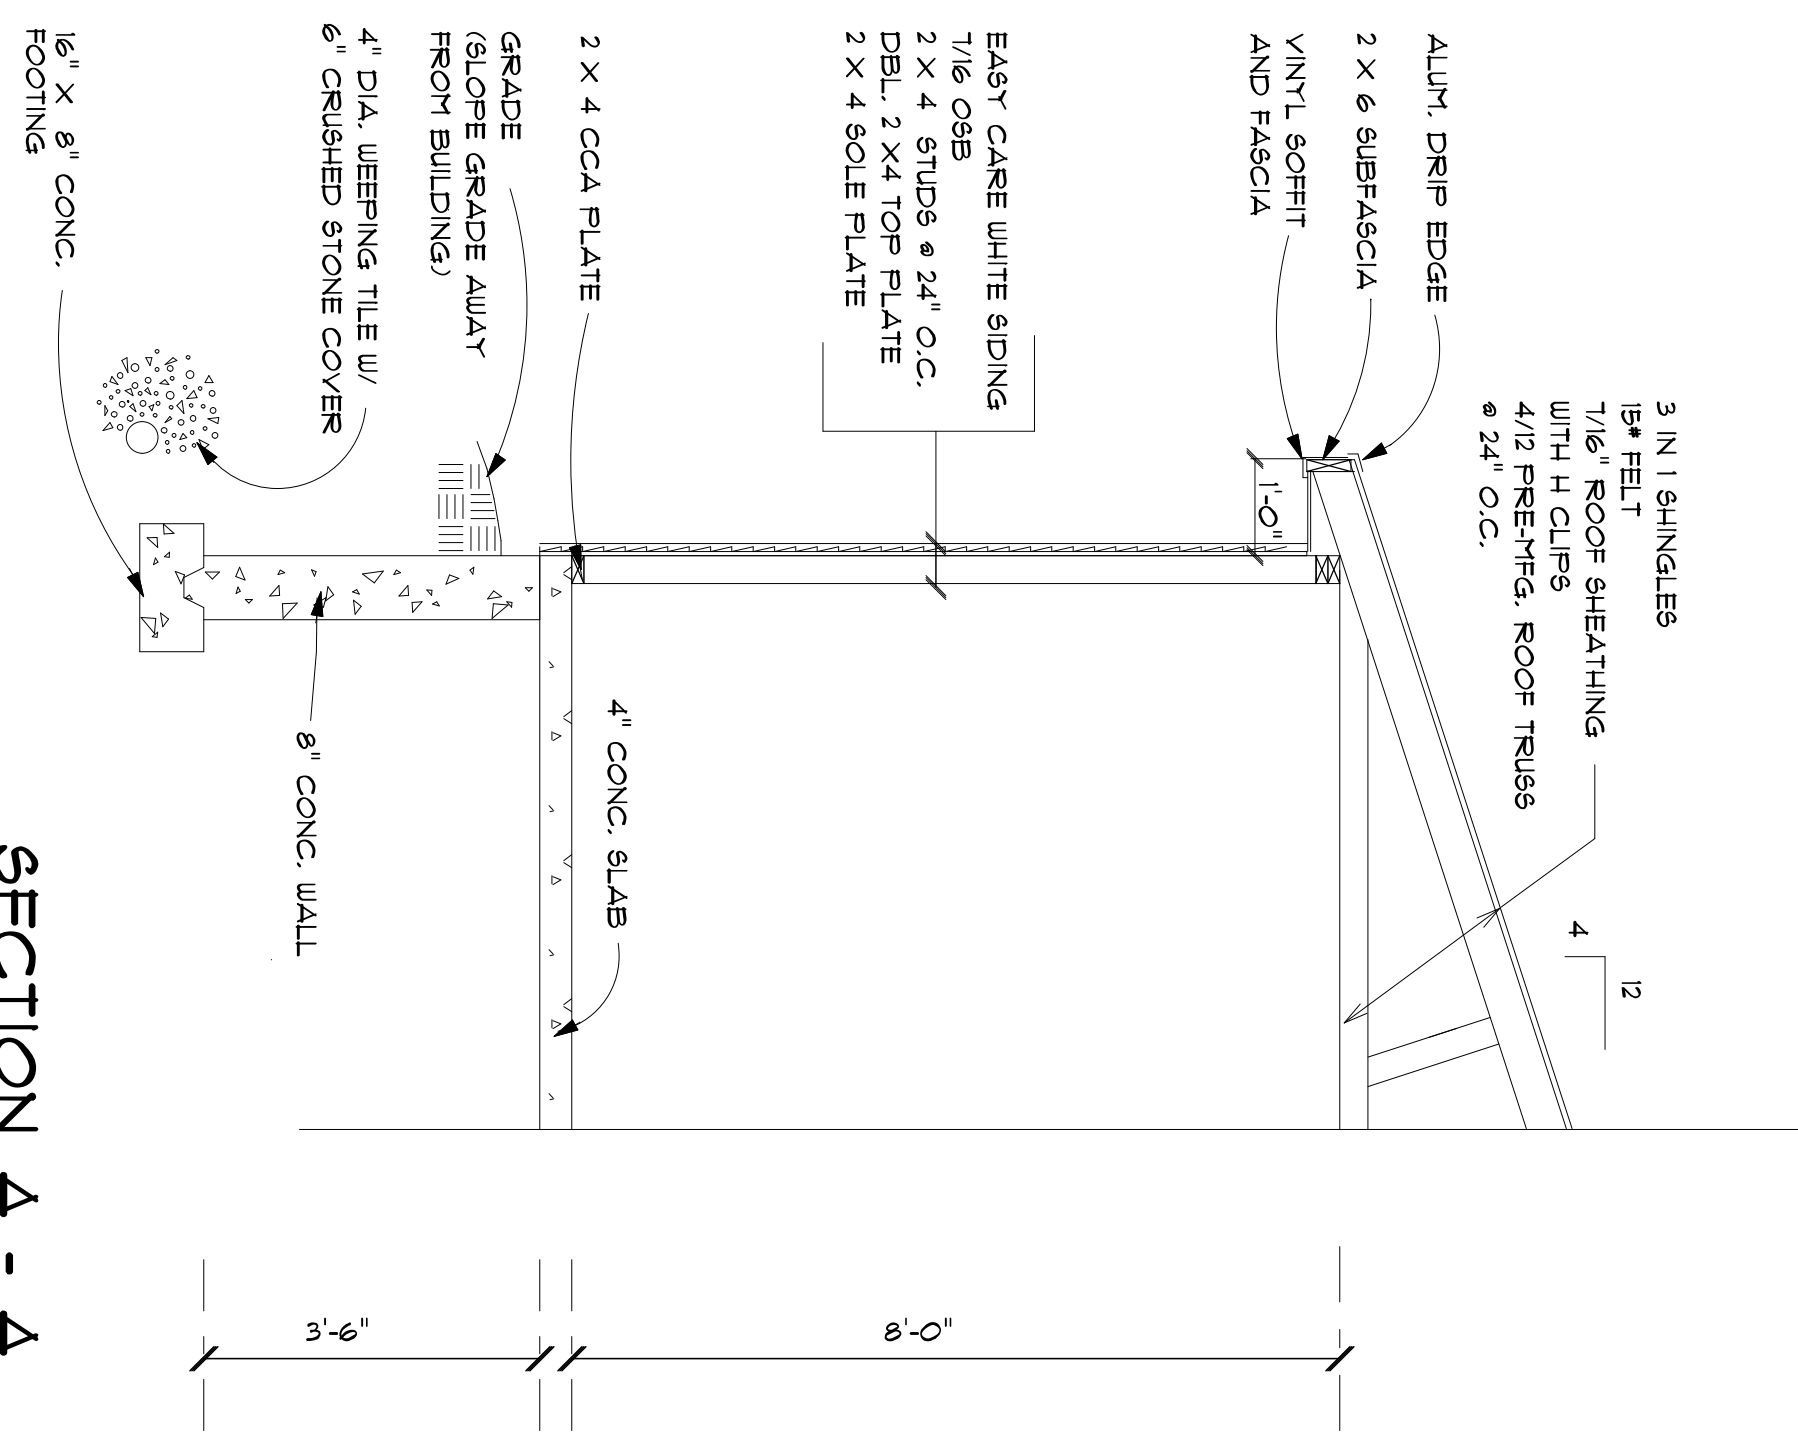 3 IN 1 SHINGLES
15# FELT
7/16" ROOF SHEATHING
WITH H CLIPS
4/12 PRE-MFG. ROOF TRUSS
@ 24" O.C.
4
12
ALUM. DRIP EDGE
2 X 6 SUBFASCIA
VINYL SOFFIT
AND FASCIA
1'-0"
EASY CARE WHITE SIDING
7/16 OSB
2 X 4 STUDS @ 24" O.C.
DBL. 2 X4 TOP PLATE
2 X 4 SOLE PLATE
8'-0"
2 X 4 CCA PLATE
4" CONC. SLAB
GRADE
(SLOPE GRADE AWAY
FROM BUILDING)
4" DIA. WEEPING TILE W/
6" CRUSHED STONE COVER
8" CONC. WALL
3'-6"
16" X 8" CONC.
FOOTING
SECTION A - A